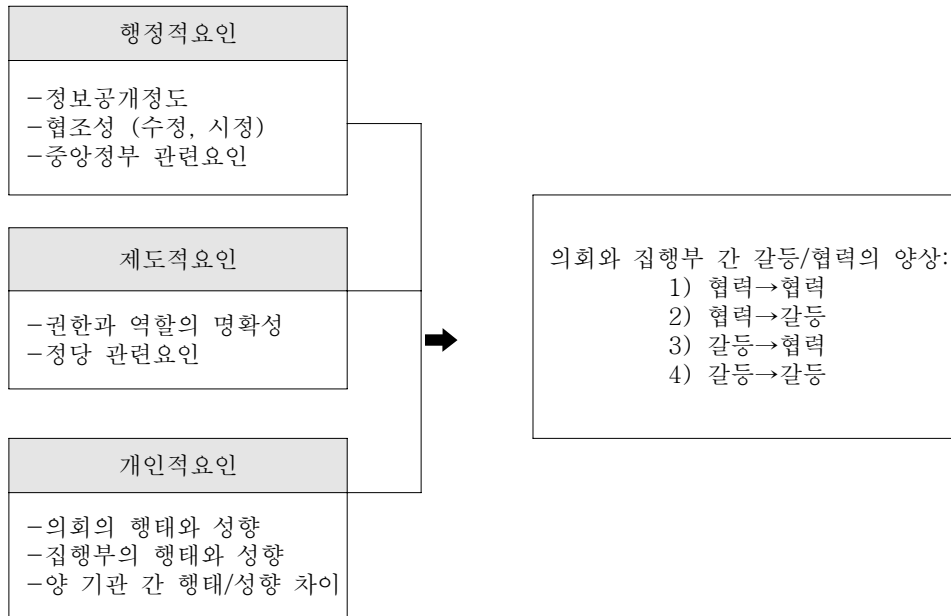 행정적요인
-정보공개정도
-협조성 (수정, 시정)
-중앙정부 관련요인
제도적요인
-권한과 역할의 명확성
-정당 관련요인
개인적요인
-의회의 행태와 성향
-집행부의 행태와 성향
-양 기관 간 행태/성향 차이
의회와 집행부 간 갈등/협력의 양상:
1) 협력→협력
2) 협력→갈등
3) 갈등→협력
4) 갈등→갈등